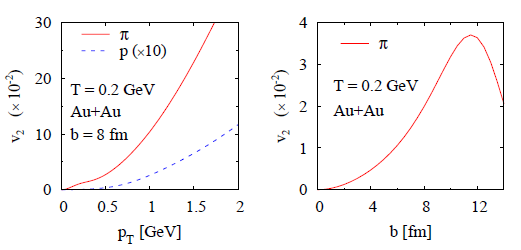 30
20
10
0
v₂ (× 10⁻²)
π
p (×10)
T = 0.2 GeV
Au+Au
b = 8 fm
0 0.5 1 1.5 2
p_T [GeV]
4
3
2
1
0
v₂ (× 10⁻²)
π
T = 0.2 GeV
Au+Au
0 4 8 12
b [fm]